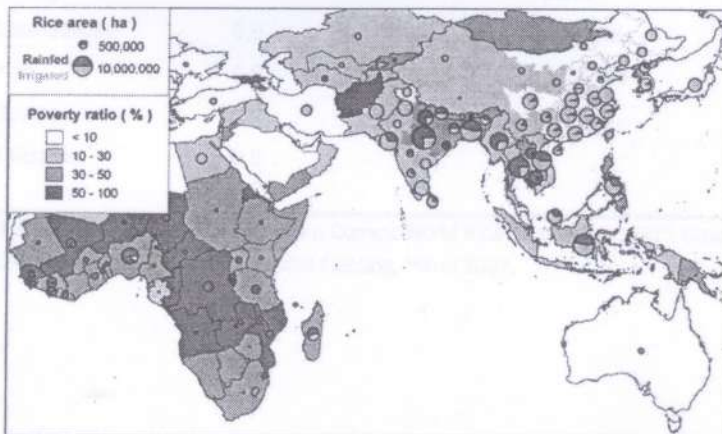 Rice area ( ha )
500,000
Rainfed
Irrigated
10,000,000
Poverty ratio ( % )
< 10
10 - 30
30 - 50
50 - 100